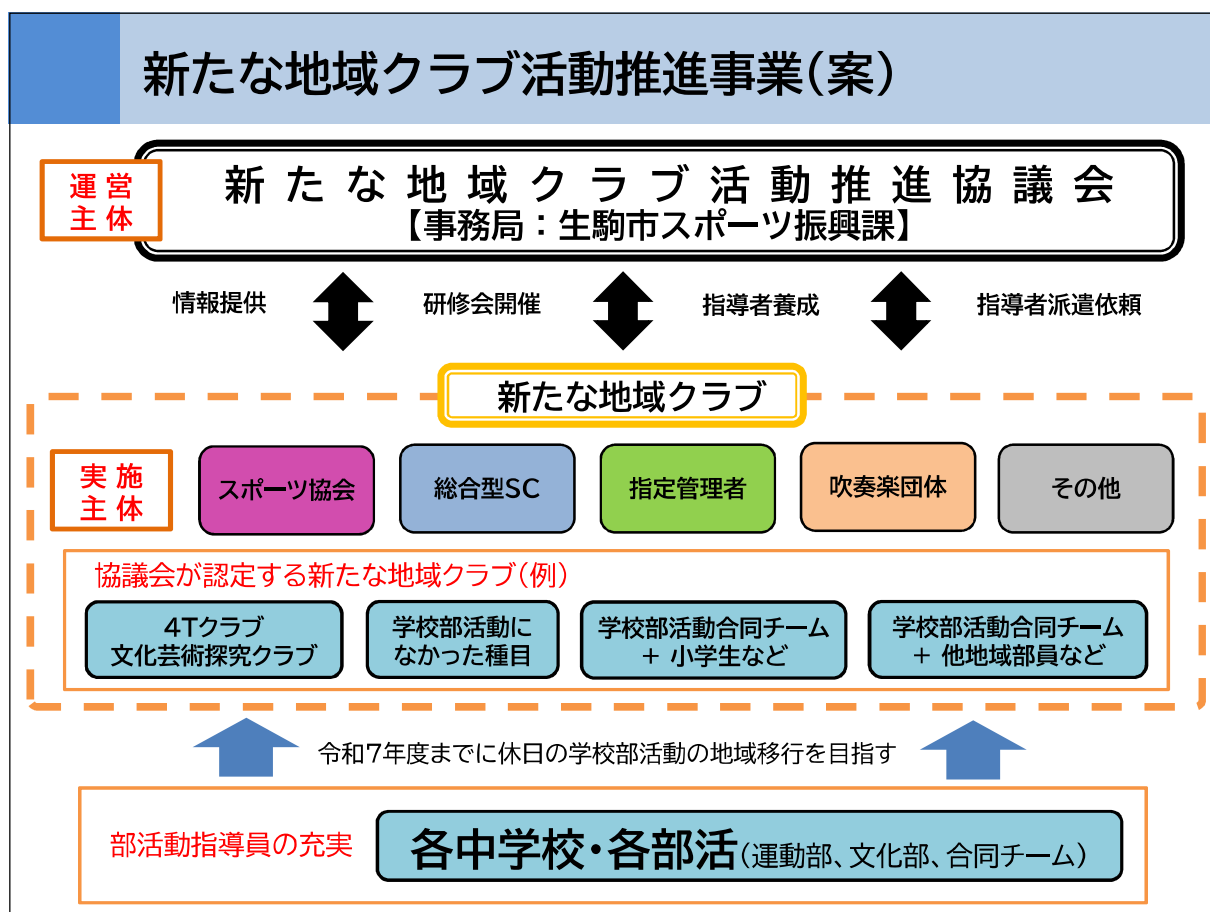 新たな地域クラブ活動推進事業(案)
運営
主体
新たな地域クラブ活動推進協議会
【事務局：生駒市スポーツ振興課】
情報提供
研修会開催
指導者養成
指導者派遣依頼
新たな地域クラブ
実施
主体
スポーツ協会
総合型SC
指定管理者
吹奏楽団体
その他
協議会が認定する新たな地域クラブ(例)
4Tクラブ
文化芸術探究クラブ
学校部活動に
なかった種目
学校部活動合同チーム
+ 小学生など
学校部活動合同チーム
+ 他地域部員など
令和7年度までに休日の学校部活動の地域移行を目指す
部活動指導員の充実
各中学校・各部活(運動部、文化部、合同チーム)